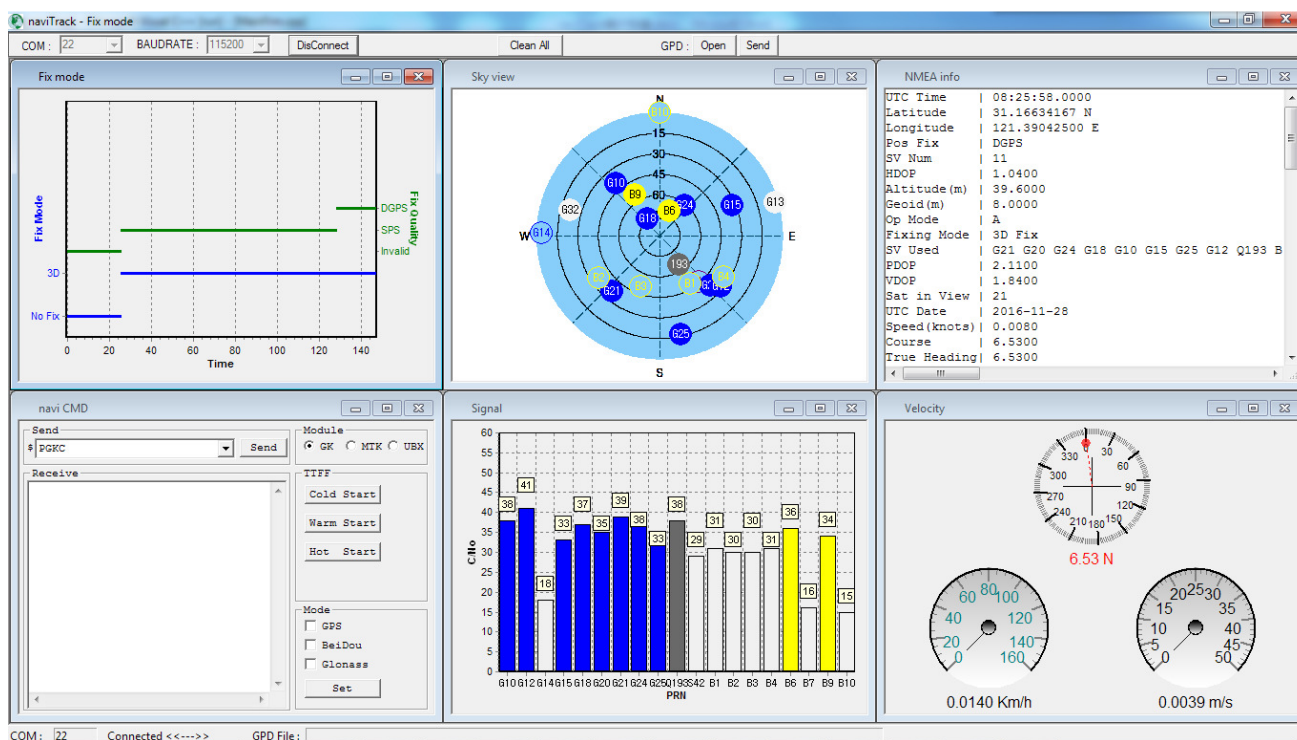 naviTrack - Fix mode
COM : 22 BAUDRATE : 115200 DisConnect Clean All GPD : Open Send
Fix mode
Fix Mode
3D
No Fix
DGPS
SPS
Invalid
Fix Quality
0 20 40 60 80 100 120 140
Time
Sky view
N
G10
15
30
45
60
G10
B9
G24
G15
G32
G18
B6
G13
W
G14
E
193
B2
B3
B1
B4
G21
G12
G25
S
NMEA info
UTC Time | 08:25:58.0000
Latitude | 31.16634167 N
Longitude | 121.39042500 E
Pos Fix | DGPS
SV Num | 11
HDOP | 1.0400
Altitude(m) | 39.6000
Geoid(m) | 8.0000
Op Mode | A
Fixing Mode | 3D Fix
SV Used | G21 G20 G24 G18 G10 G15 G25 G12 Q193 B
PDOP | 2.1100
VDOP | 1.8400
Sat in View | 21
UTC Date | 2016-11-28
Speed(knots)| 0.0080
Course | 6.5300
True Heading| 6.5300
navi CMD
Send
$ PGKC Send
Module
GK MTK UBX
Receive
TTFF
Cold Start
Warm Start
Hot Start
Mode
GPS
BeiDou
Glonass
Set
Signal
C/No
60
55
50
45
40
35
30
25
20
15
10
5
0
38 41 18 33 37 35 39 38 33 38 29 31 30 30 31 36 16 34 15
G10 G12 G14 G15 G18 G20 G21 G24 G25 Q193 S42 B1 B2 B3 B4 B6 B7 B9 B10
PRN
Velocity
0 30 60 90 120 150 180 210 240 270 300 330
6.53 N
0 20 40 60 80 100 120 140 160
0.0140 Km/h
0 5 10 15 20 25 30 35 40 45 50
0.0039 m/s
COM : 22 Connected <<--->> GPD File :